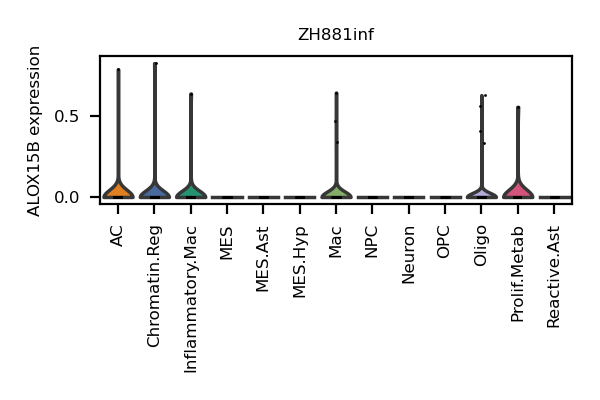 ZH881inf
ALOX15B expression
0.5
0.0
AC
Chromatin.Reg
Inflammatory.Mac
MES
MES.Ast
MES.Hyp
Mac
NPC
Neuron
OPC
Oligo
Prolif.Metab
Reactive.Ast